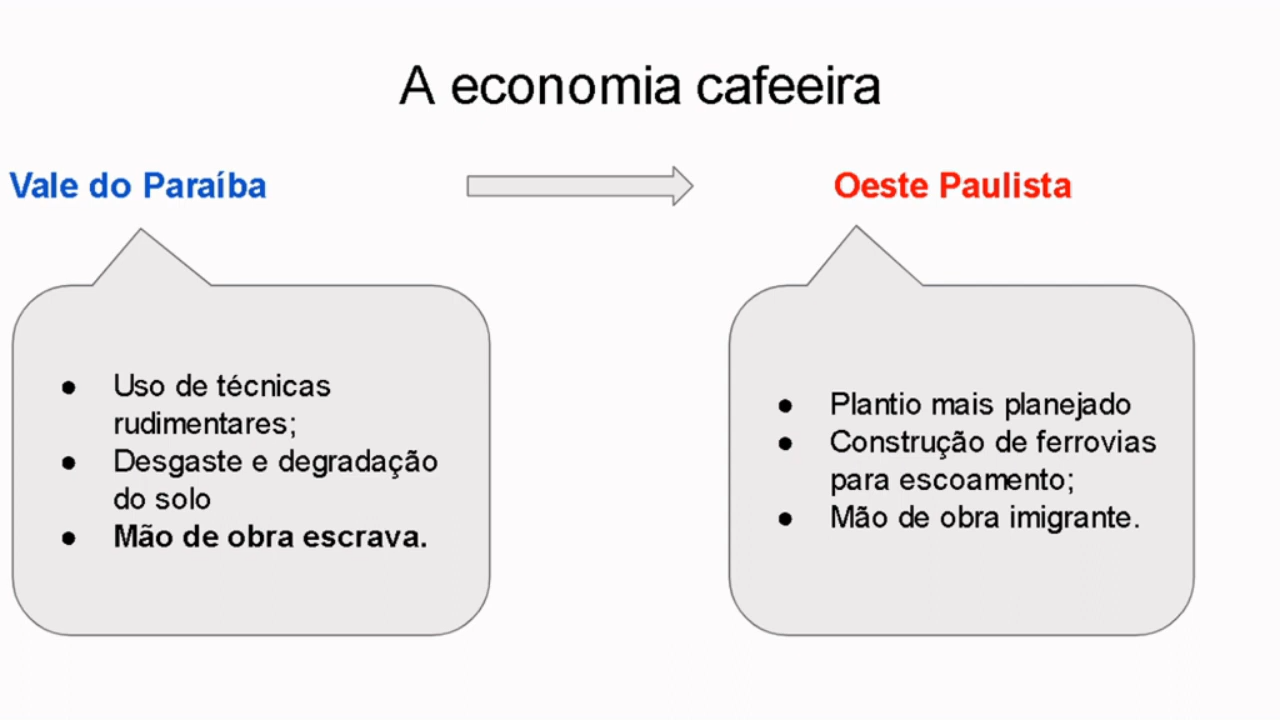 A economia cafeeira
Vale do Paraíba
Oeste Paulista
● Uso de técnicas
rudimentares;
● Desgaste e degradação
do solo
● Mão de obra escrava.
● Plantio mais planejado
● Construção de ferrovias
para escoamento;
● Mão de obra imigrante.